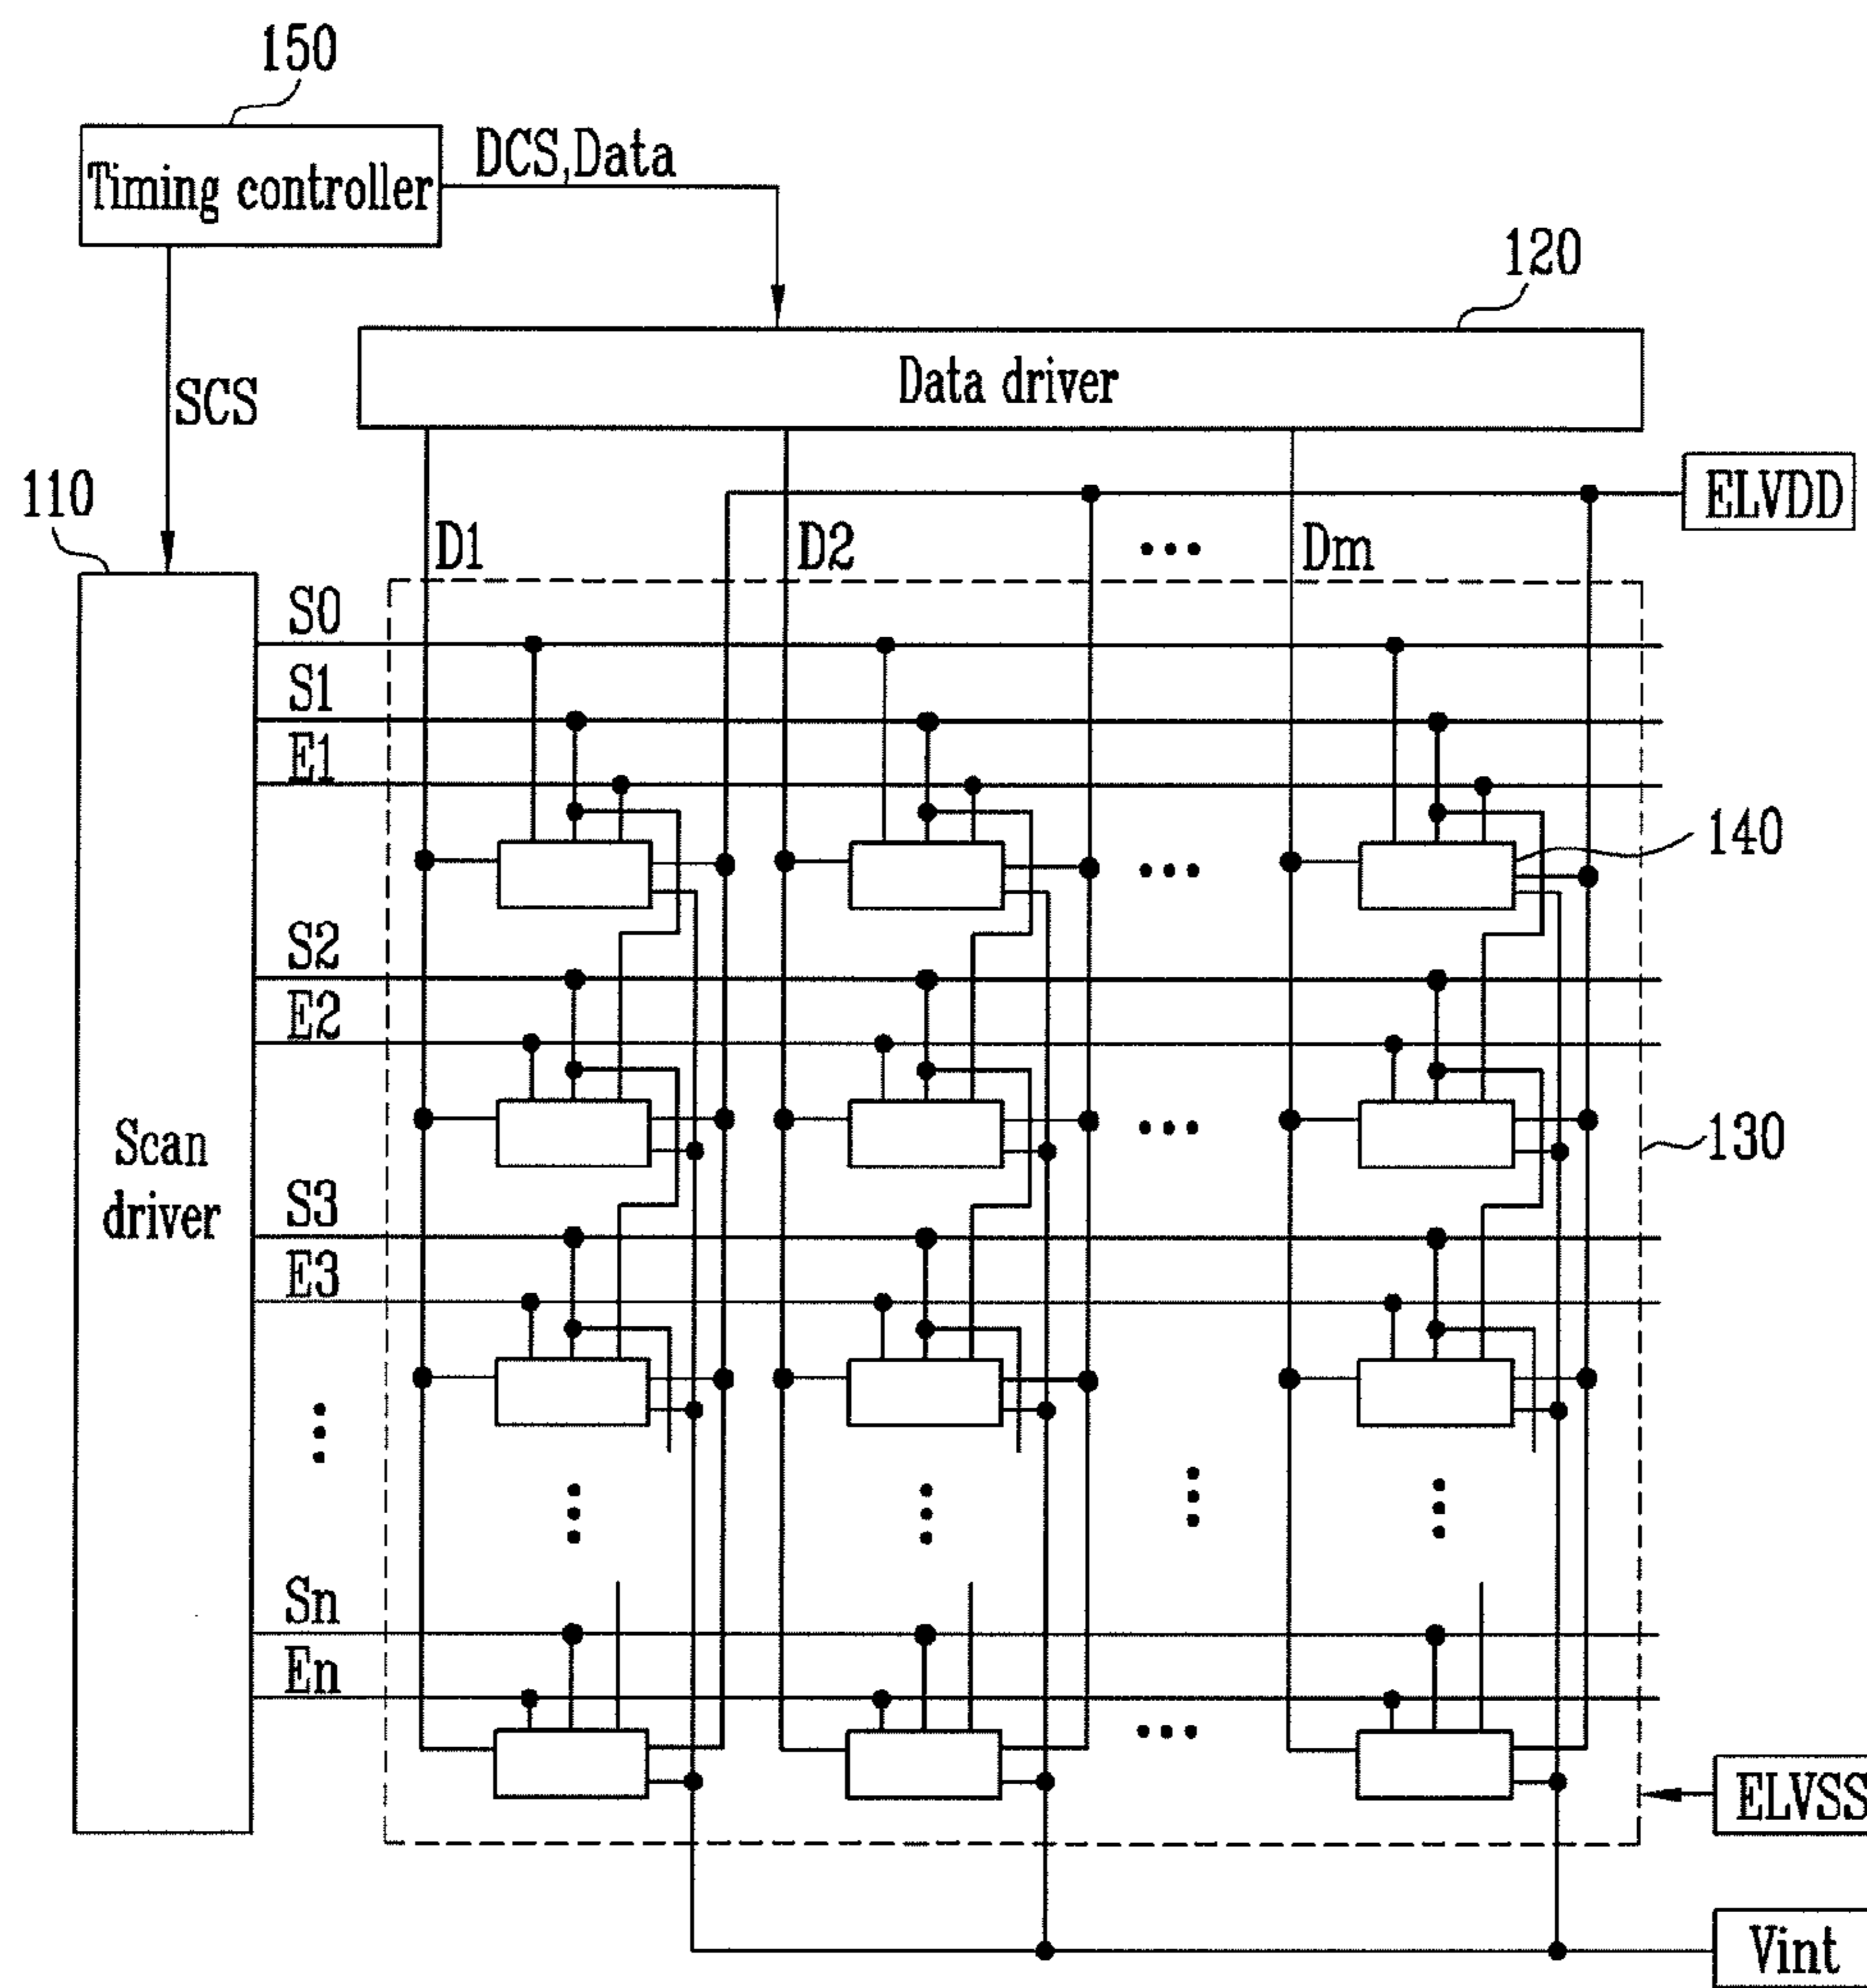 150
Timing controller
DCS,Data
120
Data driver
SCS
110
ELVDD
D1
D2
Dm
S0
S1
E1
140
S2
E2
130
Scan
driver
S3
E3
Sn
En
ELVSS
Vint